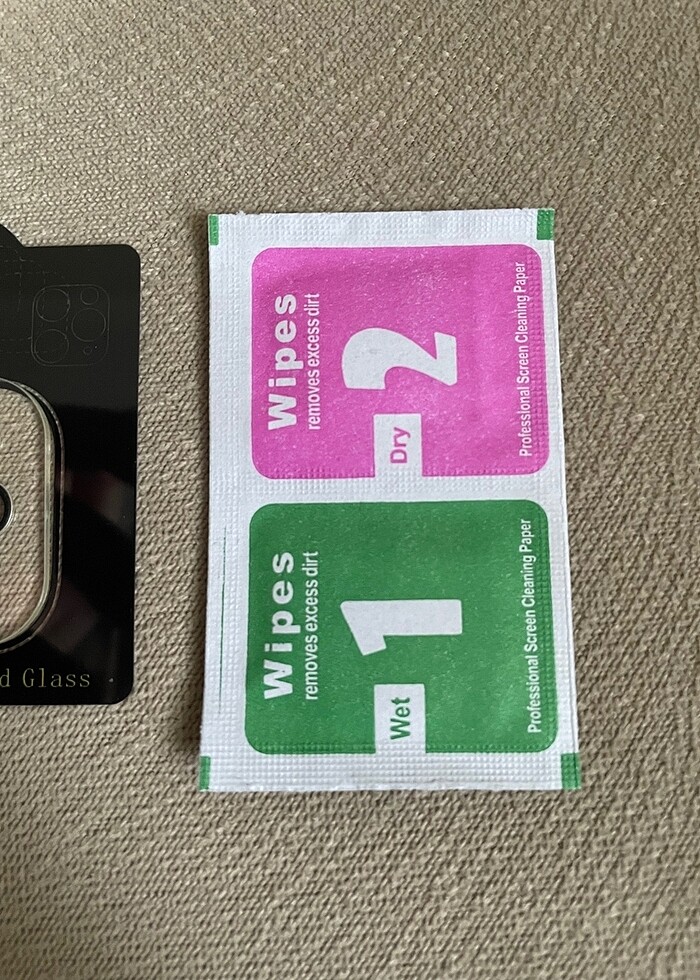 Wipes
removes excess dirt
Wet
1
Professional Screen Cleaning Paper
Wipes
removes excess dirt
Dry
2
Professional Screen Cleaning Paper
d Glass